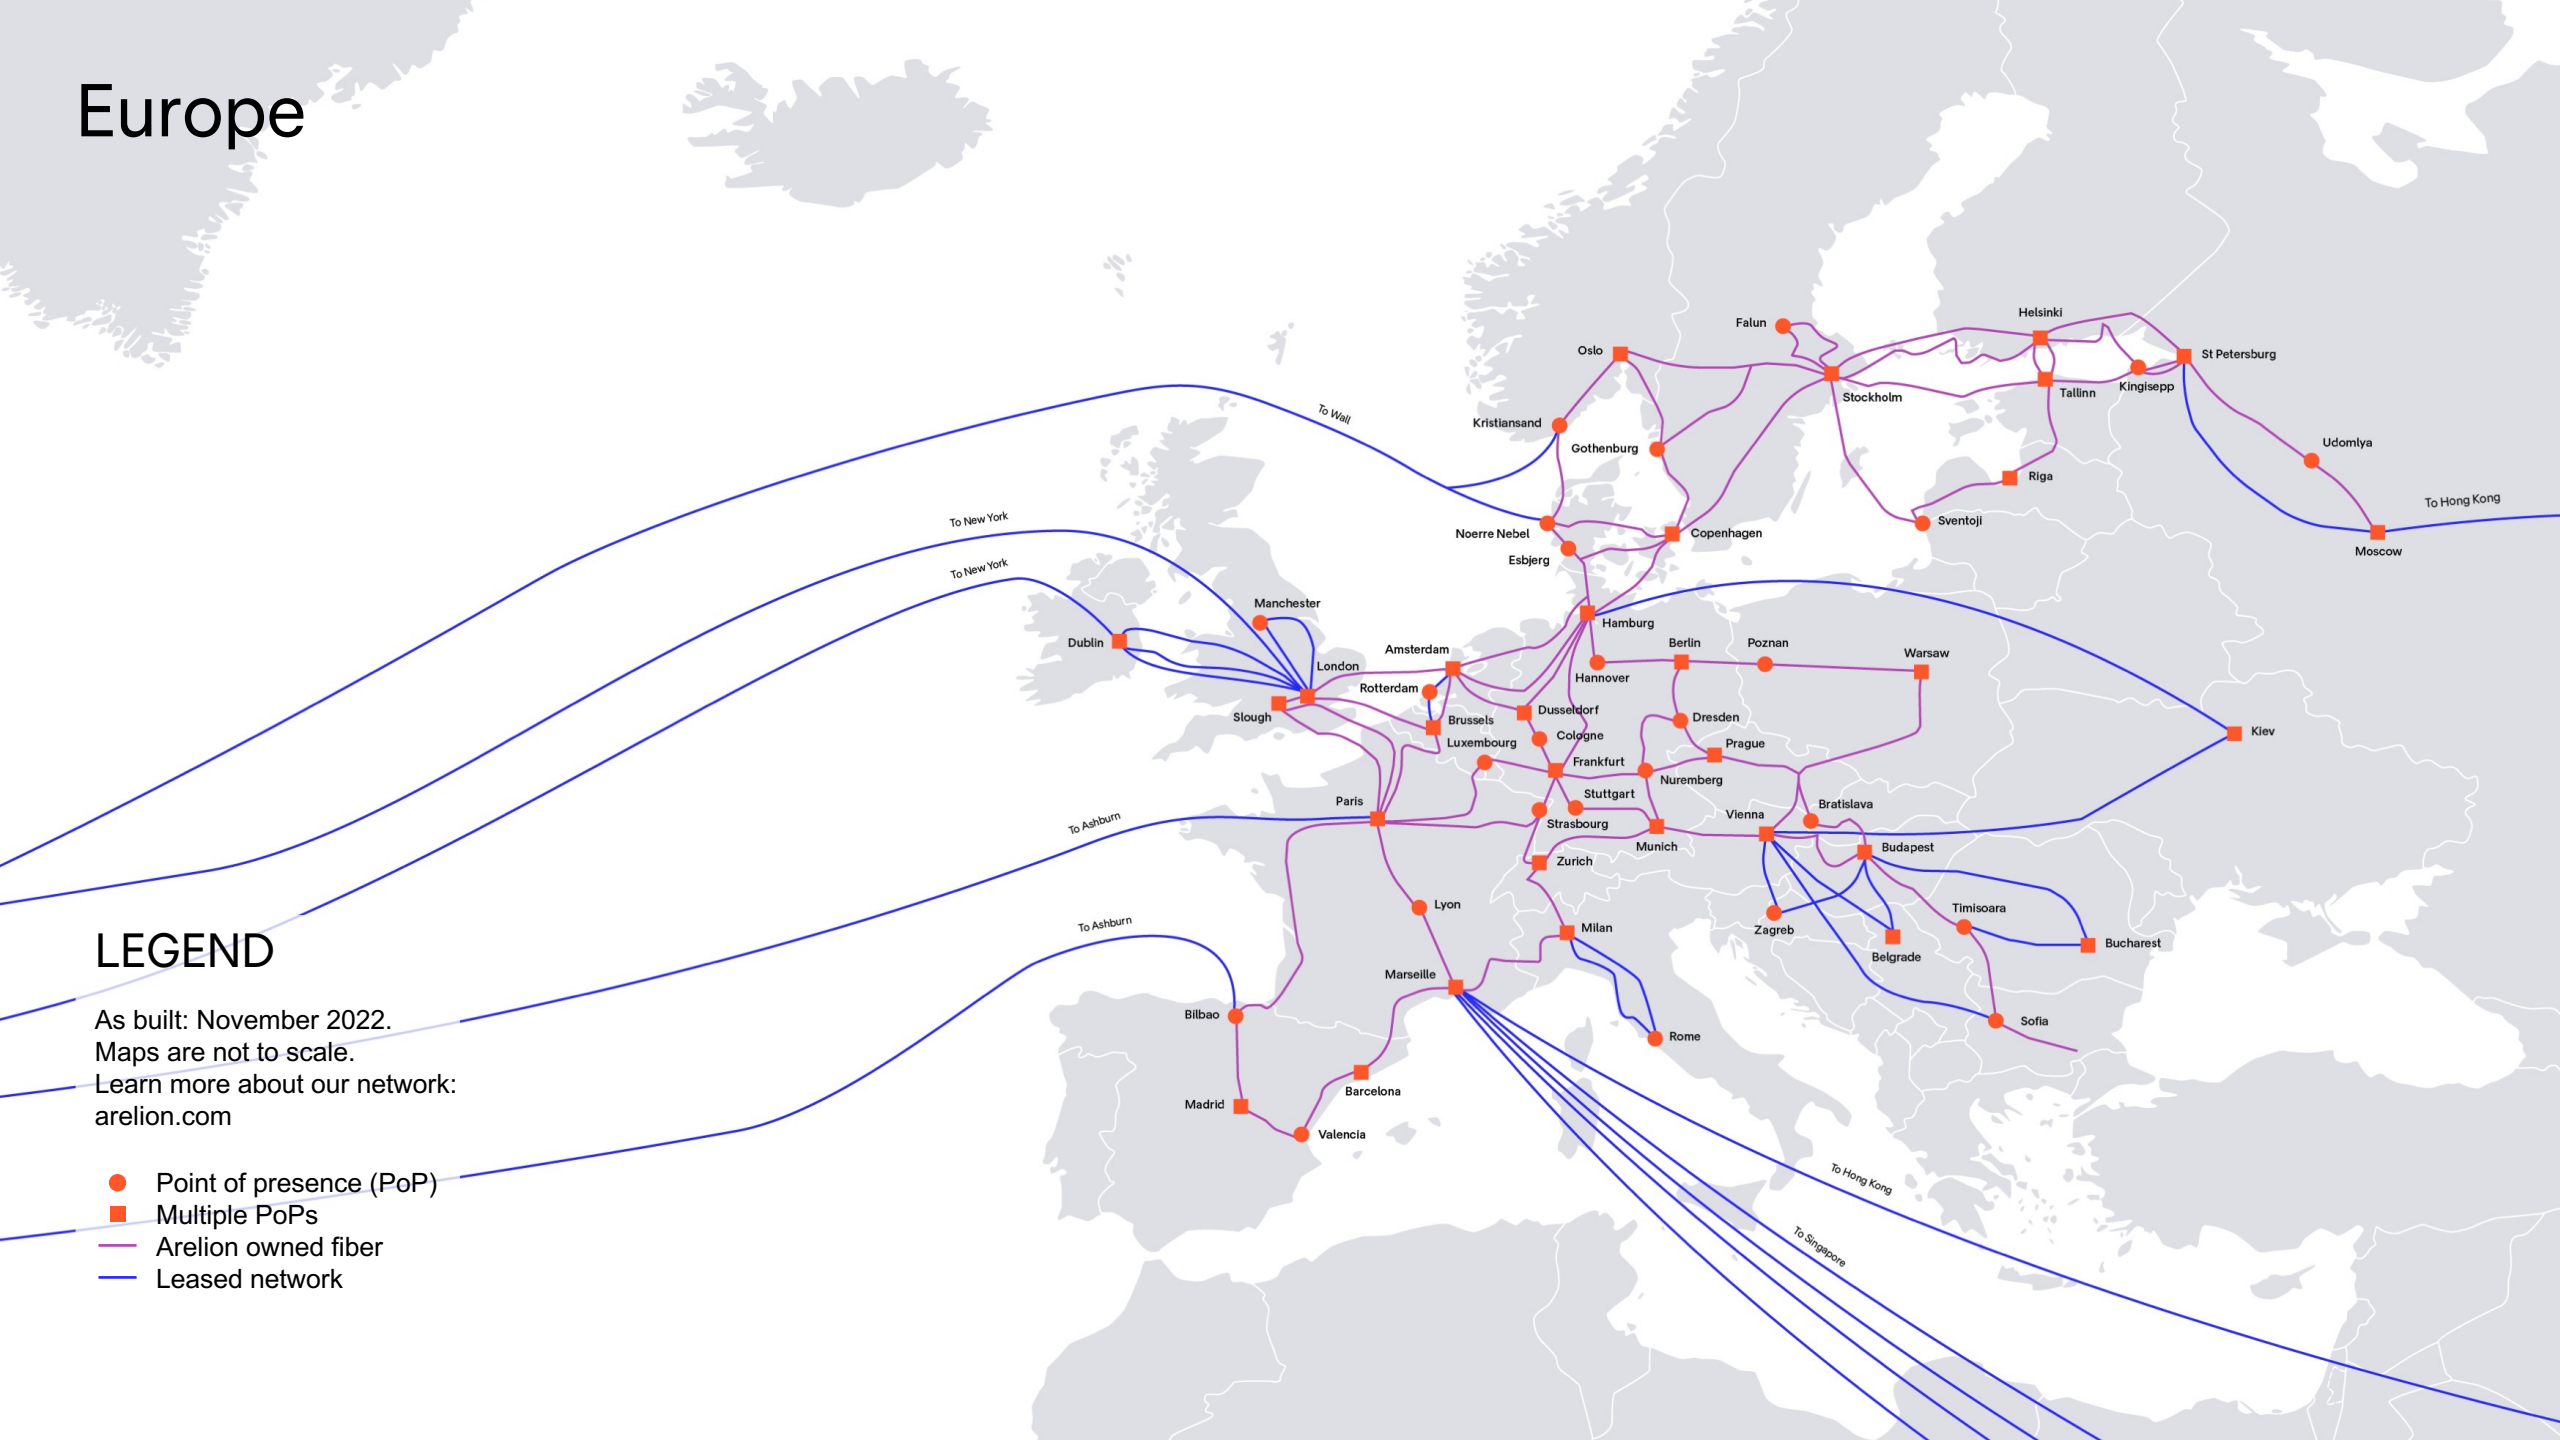 Europe
Helsinki
Falun
Oslo
St Petersburg
Kingisepp
Tallinn
Stockholm
To Wall
Kristiansand
Gothenburg
Udomlya
Riga
To Hong Kong
To New York
Sventoji
Noerre Nebel
Copenhagen
Moscow
Esbjerg
To New York
Manchester
Hamburg
Dublin
Amsterdam
Berlin
Poznan
Warsaw
London
Hannover
Rotterdam
Slough
Brussels
Dusseldorf
Dresden
Kiev
Cologne
Luxembourg
Prague
Frankfurt
Nuremberg
Stuttgart
Paris
Bratislava
Vienna
To Ashburn
Strasbourg
Munich
Budapest
Zurich
Lyon
Timisoara
To Ashburn
Milan
Zagreb
Bucharest
Belgrade
Marseille
Bilbao
Sofia
Rome
Barcelona
Madrid
Valencia
To Hong Kong
To Singapore
LEGEND
As built: November 2022.
Maps are not to scale.
Learn more about our network:
arelion.com
Point of presence (PoP)
Multiple PoPs
Arelion owned fiber
Leased network